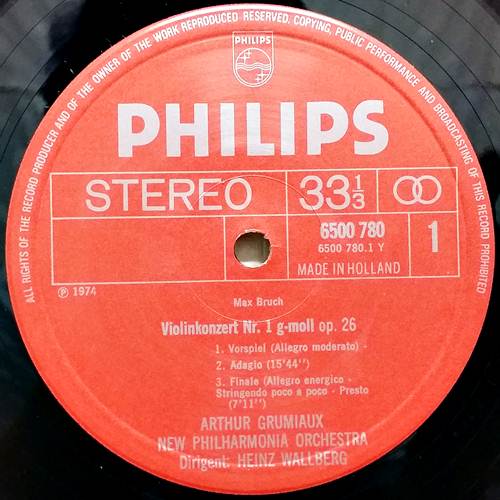 ALL RIGHTS OF THE RECORD PRODUCER AND OF THE OWNER OF THE WORK REPRODUCED RESERVED. COPYING, PUBLIC PERFORMANCE AND BROADCASTING OF THIS RECORD PROHIBITED
PHILIPS
PHILIPS
STEREO 33⅓
6500 780
6500 780.1 Y
1
MADE IN HOLLAND
℗ 1974
Max Bruch
Violinkonzert Nr. 1 g-moll op. 26
1. Vorspiel (Allegro moderato) -
2. Adagio (15'44'')
3. Finale (Allegro energico -
Stringendo poco a poco - Presto
(7'11'')
ARTHUR GRUMIAUX
NEW PHILHARMONIA ORCHESTRA
Dirigent: HEINZ WALLBERG